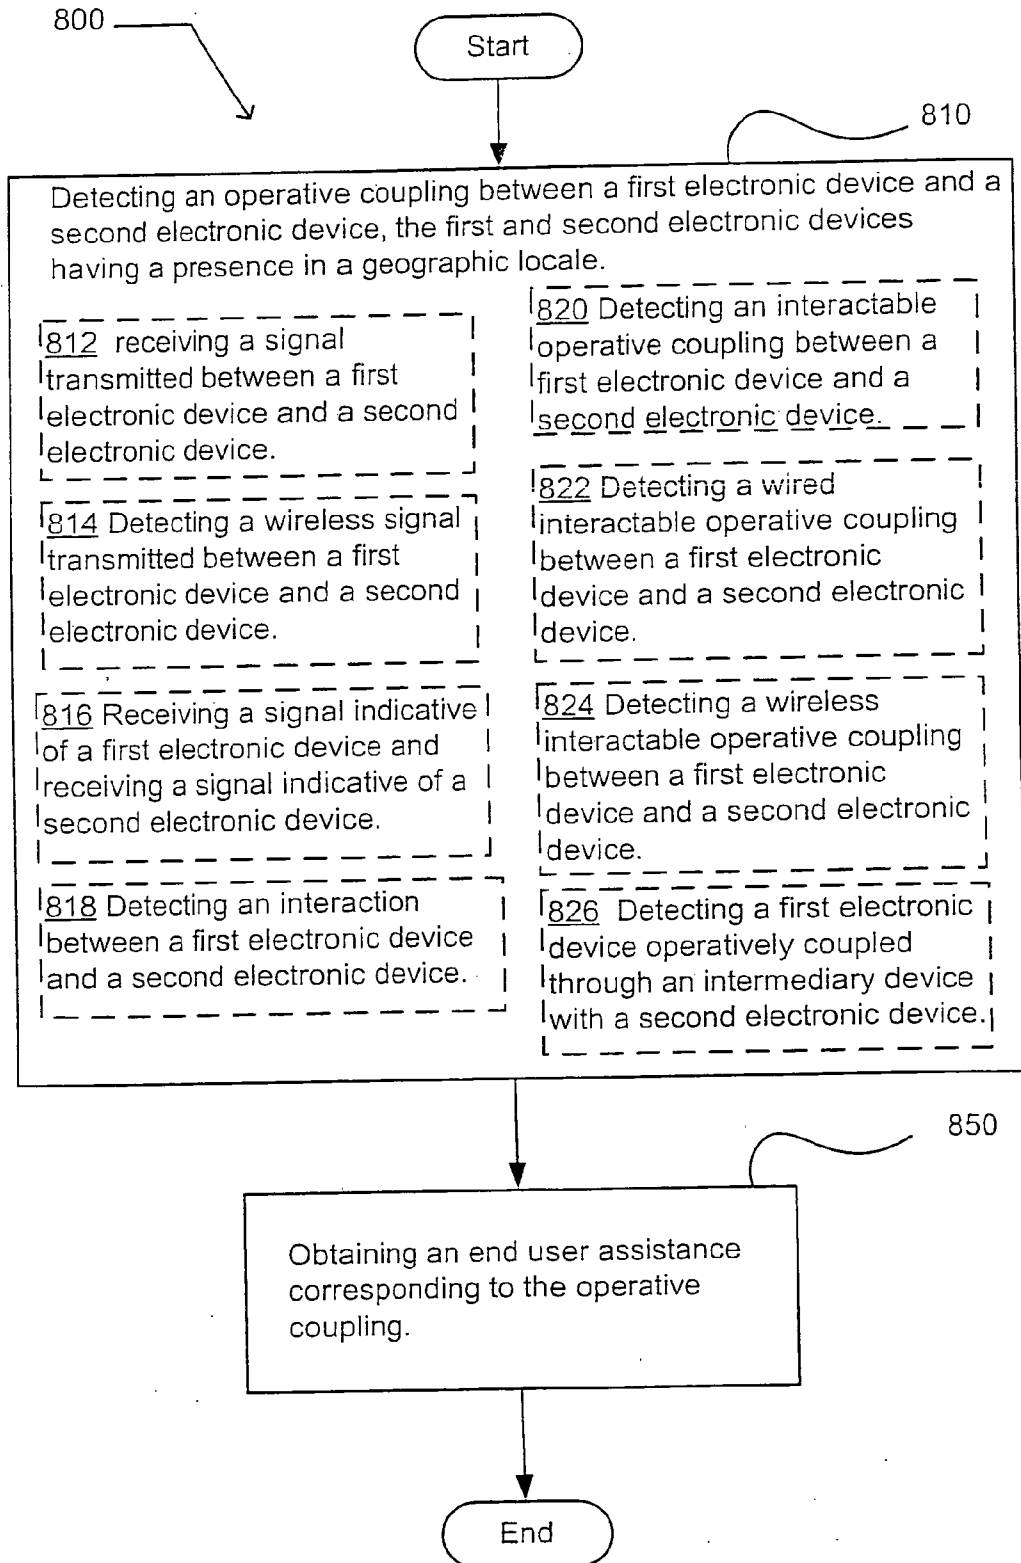 800
Start
810
Detecting an operative coupling between a first electronic device and a
second electronic device, the first and second electronic devices
having a presence in a geographic locale.
812 receiving a signal
transmitted between a first
electronic device and a second
electronic device.
814 Detecting a wireless signal
transmitted between a first
electronic device and a second
electronic device.
816 Receiving a signal indicative
of a first electronic device and
receiving a signal indicative of a
second electronic device.
818 Detecting an interaction
between a first electronic device
and a second electronic device.
820 Detecting an interactable
operative coupling between a
first electronic device and a
second electronic device.
822 Detecting a wired
interactable operative coupling
between a first electronic
device and a second electronic
device.
824 Detecting a wireless
interactable operative coupling
between a first electronic
device and a second electronic
device.
826 Detecting a first electronic
device operatively coupled
through an intermediary device
with a second electronic device.
850
Obtaining an end user assistance
corresponding to the operative
coupling.
End